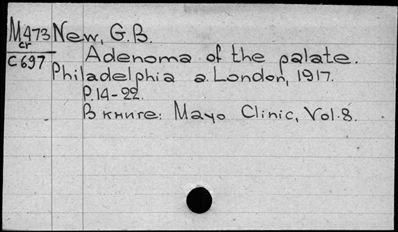 M473 New, G.B.
cr
C697
Adenoma of the palate.
Philadelphia a. London, 1917.
P. 14-22.
В книге: Mayo Clinic, Vol. 8.